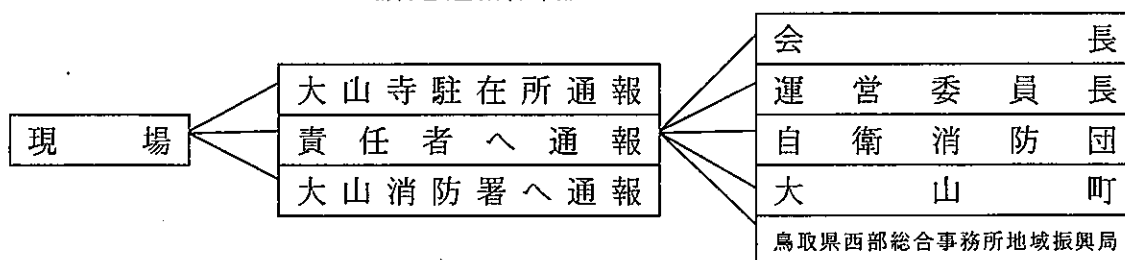 現場
大山寺駐在所通報
責任者へ通報
大山消防署へ通報
会長
運営委員長
自衛消防団
大山町
鳥取県西部総合事務所地域振興局